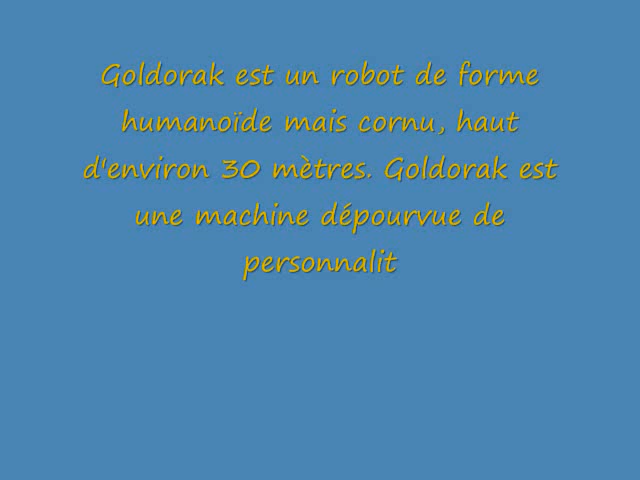 Goldorak est un robot de forme
humanoïde mais cornu, haut
d'environ 30 mètres. Goldorak est
une machine dépourvue de
personnalit